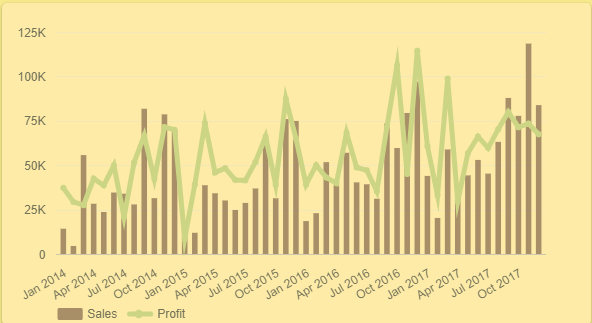 125K
100K
75K
50K
25K
0
Jan 2014
Apr 2014
Jul 2014
Oct 2014
Jan 2015
Apr 2015
Jul 2015
Oct 2015
Jan 2016
Apr 2016
Jul 2016
Oct 2016
Jan 2017
Apr 2017
Jul 2017
Oct 2017
Sales
Profit